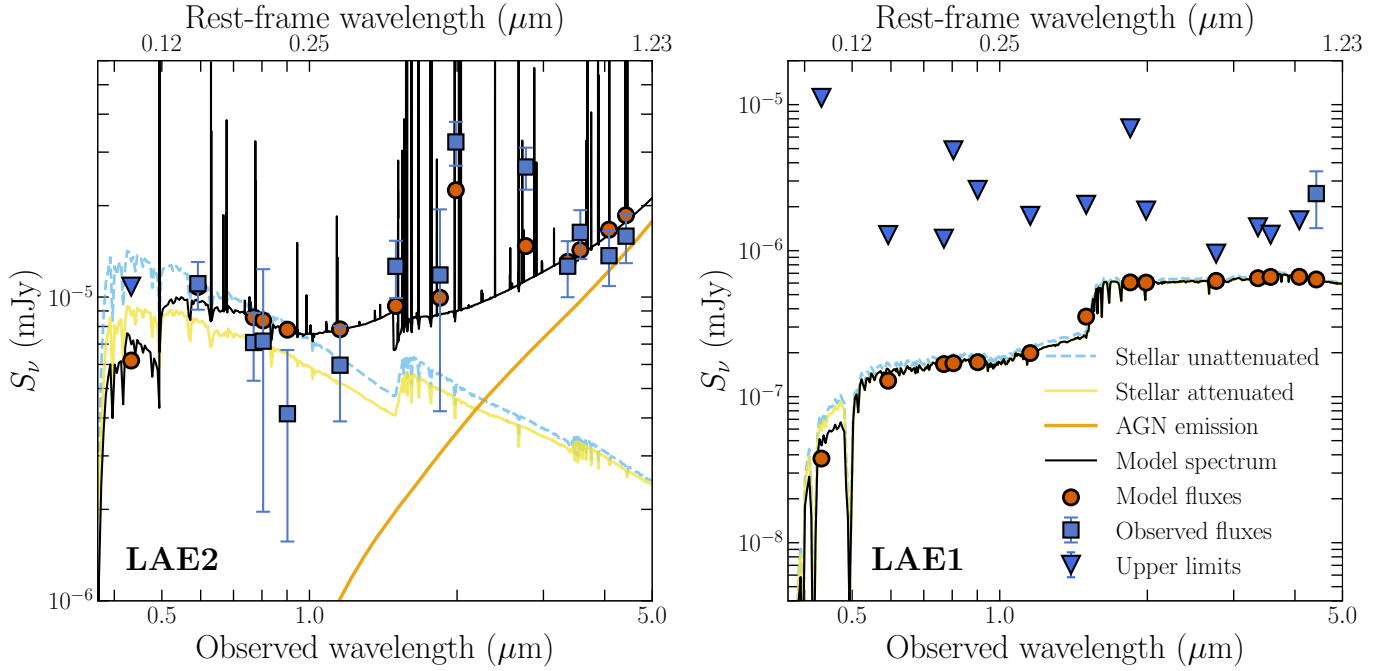 Rest-frame wavelength (μm)
0.12 0.25 1.23
S_ν (mJy)
10⁻⁵
10⁻⁶
LAE2
0.5 1.0 5.0
Observed wavelength (μm)
Rest-frame wavelength (μm)
0.12 0.25 1.23
S_ν (mJy)
10⁻⁵
10⁻⁶
10⁻⁷
10⁻⁸
Stellar unattenuated
Stellar attenuated
AGN emission
Model spectrum
Model fluxes
Observed fluxes
Upper limits
LAE1
0.5 1.0 5.0
Observed wavelength (μm)